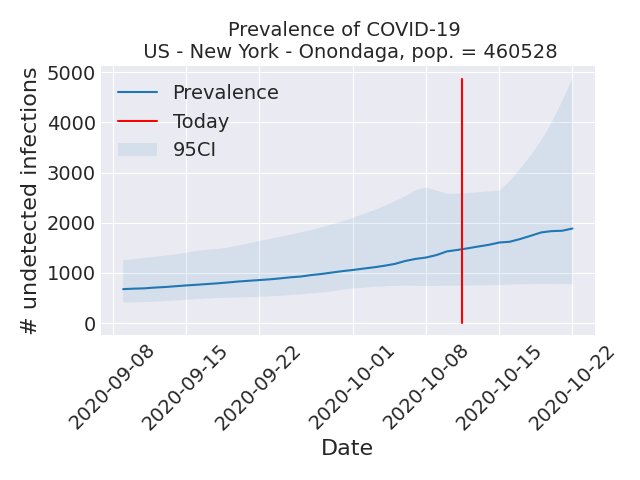 Prevalence of COVID-19
US - New York - Onondaga, pop. = 460528
# undetected infections
5000
4000
3000
2000
1000
0
Prevalence
Today
95CI
2020-09-08
2020-09-15
2020-09-22
2020-10-01
2020-10-08
2020-10-15
2020-10-22
Date